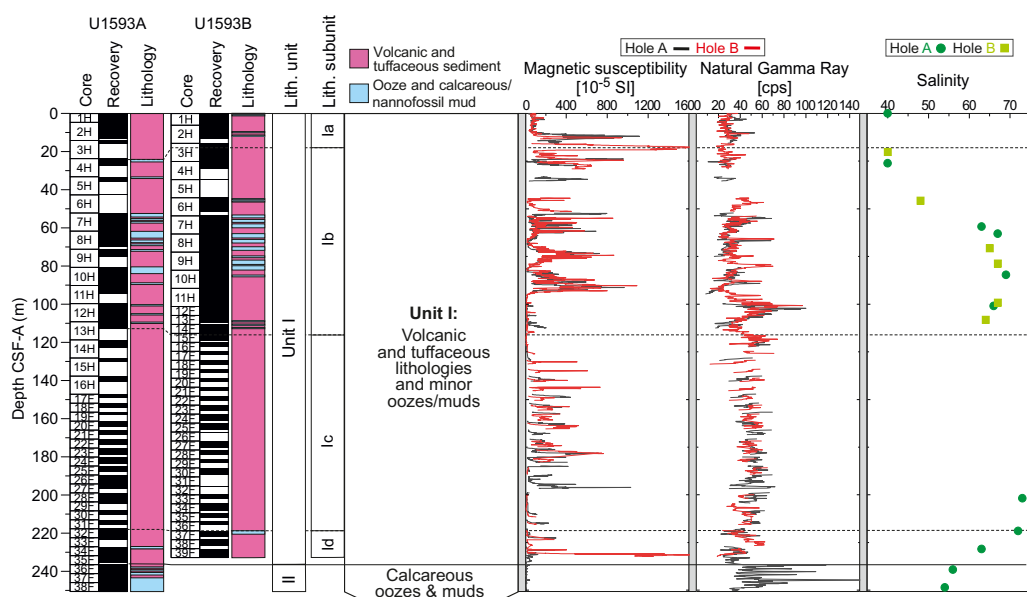 U1593A U1593B
Core Recovery Lithology Core Recovery Lithology Lith. unit Lith. subunit
Volcanic and
tuffaceous sediment
Ooze and calcareous/
nannofossil mud
Hole A Hole B
Magnetic susceptibility
[10-5 SI]
0 400 800 1200 1600
Natural Gamma Ray
[cps]
20 40 60 80 100 120 140
Hole A Hole B
Salinity
40 50 60 70
Depth CSF-A (m)
0
20
40
60
80
100
120
140
160
180
200
220
240
1H
2H
3H
4H
5H
6H
7H
8H
9H
10H
11H
12H
13H
14H
15H
16H
17F
18F
19F
20F
21F
22F
23F
24F
25F
26F
27F
28F
29F
30F
31F
32F
33F
34F
35F
36F
37F
38F
1H
2H
3H
4H
5H
6H
7H
8H
9H
10H
11H
12F
13F
14F
15F
16F
17F
18F
19F
20F
21F
22F
23F
24F
25F
26F
27F
28F
29F
30F
31F
32F
33F
34F
35F
36F
37F
38F
39F
Unit I
II
Ia
Ib
Ic
Id
Unit I:
Volcanic
and tuffaceous
lithologies
and minor
oozes/muds
Calcareous
oozes & muds